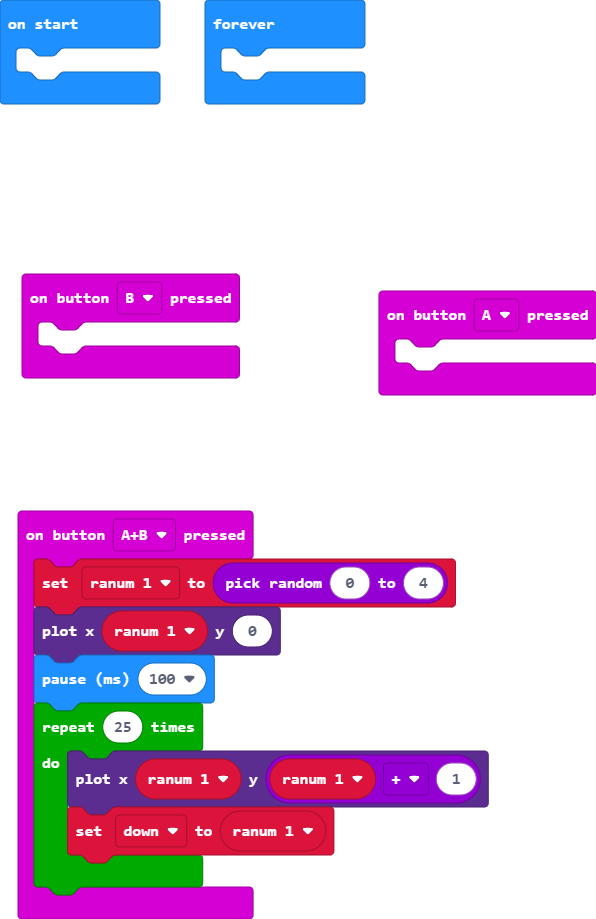 on start
forever
on button B pressed
on button A pressed
on button A+B pressed
set ranum 1 to pick random 0 to 4
plot x ranum 1 y 0
pause (ms) 100
repeat 25 times
do
plot x ranum 1 y ranum 1 + 1
set down to ranum 1